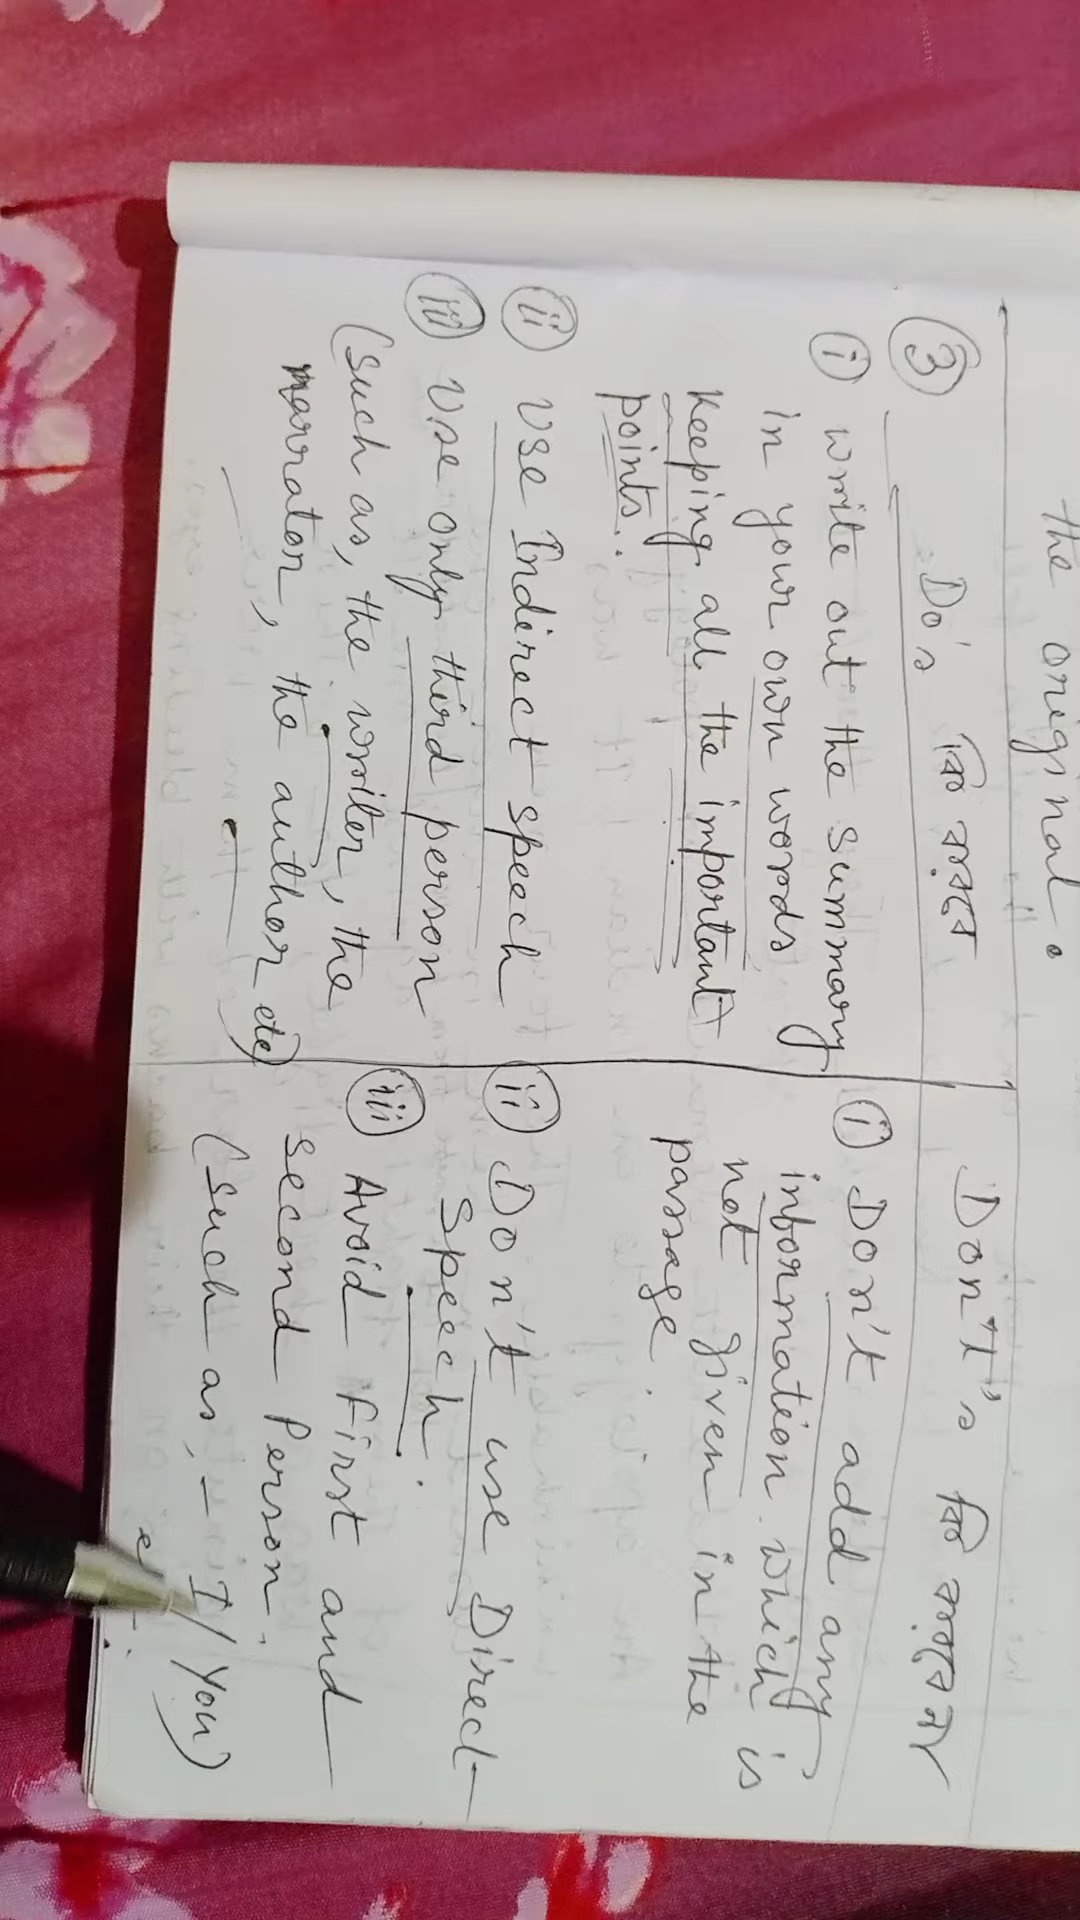 the original.
③
Do's কি করবে
ⓘ write out the summary
in your own words
keeping all the important
points..
ⓘⓘ Use Indirect speech
ⓘⓘⓘ Use only third person
(such as, the writer, the
narrator, the author etc)
Don't's কি করবে না
ⓘ Don't add any
information which is
not given in the
passage.
ⓘⓘ Don't use Direct
Speech.
ⓘⓘⓘ Avoid First and
second Person.
(Such as, - I/You)